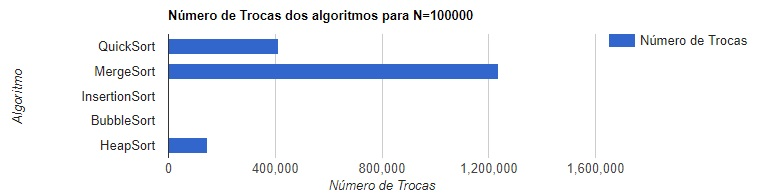 Número de Trocas dos algoritmos para N=100000
QuickSort
MergeSort
InsertionSort
BubbleSort
HeapSort
Algoritmo
0
400,000
800,000
1,200,000
1,600,000
Número de Trocas
Número de Trocas